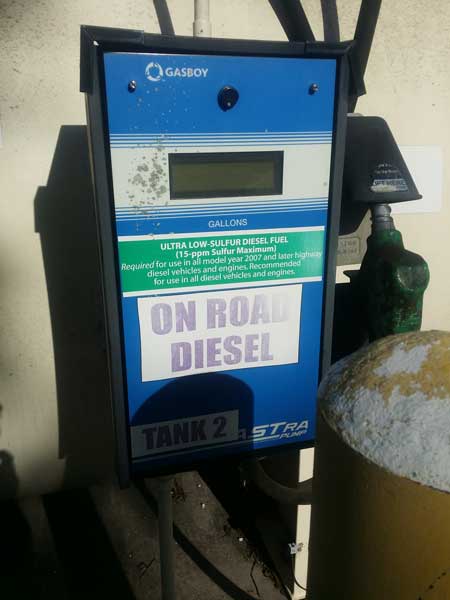 GASBOY
GALLONS
ULTRA LOW-SULFUR DIESEL FUEL
(15-ppm Sulfur Maximum)
Required for use in all model year 2007 and later highway
diesel vehicles and engines. Recommended
for use in all diesel vehicles and engines.
ON ROAD
DIESEL
TANK 2
ASTRA
PUMP